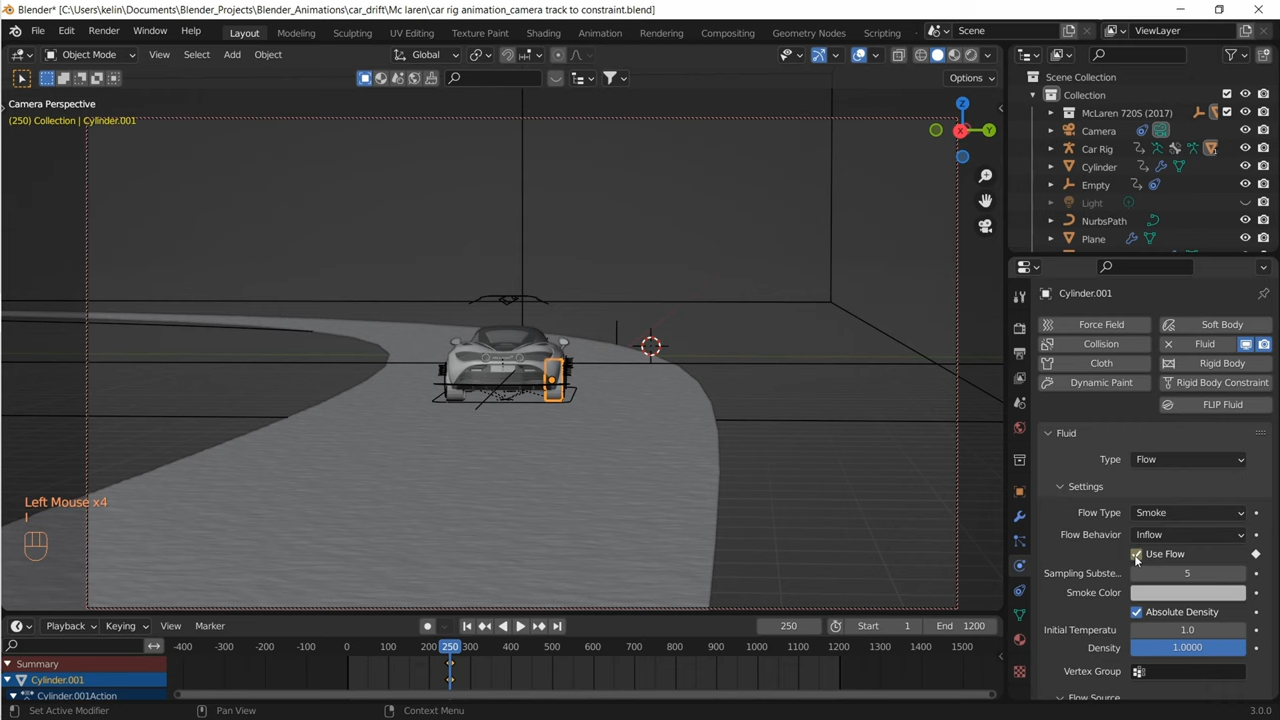 Blender* [C:\Users\kelin\Documents\Blender_Projects\Blender_Animations\car_drift\Mc laren\car rig animation_camera track to constraint.blend]
File Edit Render Window Help Layout Modeling Sculpting UV Editing Texture Paint Shading Animation Rendering Compositing Geometry Nodes Scripting Scene ViewLayer
Object Mode View Select Add Object Global
Options
Camera Perspective
(250) Collection | Cylinder.001
Z
X
Y
Left Mouse x4
I
Scene Collection
Collection
McLaren 720S (2017)
Camera
Car Rig
1
Cylinder
Empty
Light
NurbsPath
Plane
Cylinder.001
Force Field Soft Body
Collision Fluid
Cloth Rigid Body
Dynamic Paint Rigid Body Constraint
FLIP Fluid
Fluid
Type Flow
Settings
Flow Type Smoke
Flow Behavior Inflow
Use Flow
Sampling Subste... 5
Smoke Color
Absolute Density
Initial Temperatu 1.0
Density 1.0000
Vertex Group
Flow Source
Playback Keying View Marker 250 Start 1 End 1200
-400 -300 -200 -100 0 100 250 300 400 500 600 700 800 900 1000 1100 1200 1300 1400 1500
Summary
Cylinder.001
Cylinder.001Action
Set Active Modifier Pan View Context Menu 3.0.0